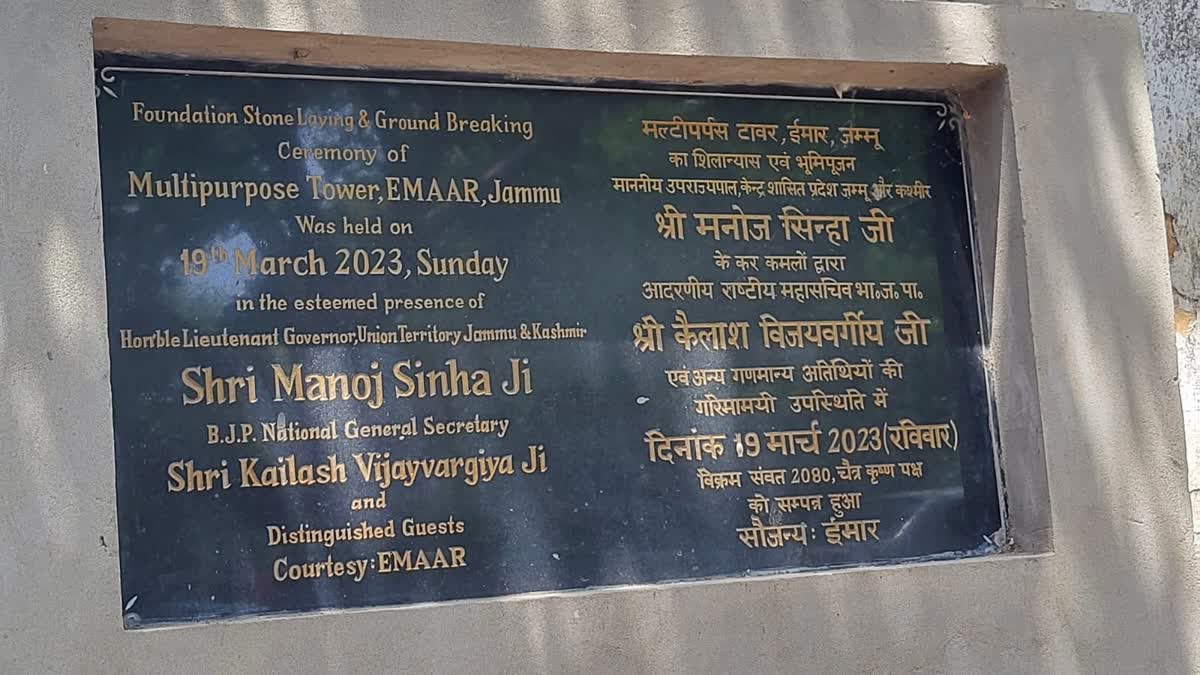 Foundation Stone Laying & Ground Breaking
Ceremony of
Multipurpose Tower, EMAAR, Jammu
Was held on
19th March 2023, Sunday
in the esteemed presence of
Hon'ble Lieutenant Governor, Union Territory Jammu & Kashmir
Shri Manoj Sinha Ji
B.J.P. National General Secretary
Shri Kailash Vijayvargiya Ji
and
Distinguished Guests
Courtesy: EMAAR
मल्टीपर्पस टावर, ईमार, जम्मू
का शिलान्यास एवं भूमिपूजन
माननीय उपराज्यपाल, केन्द्र शासित प्रदेश जम्मू और कश्मीर
श्री मनोज सिन्हा जी
के कर कमलों द्वारा
आदरणीय राष्टीय महासचिव भा॰ज॰पा॰
श्री कैलाश विजयवर्गीय जी
एवं अन्य गणमान्य अतिथियों की
गरिमामयी उपस्थिति में
दिनांक 19 मार्च 2023 (रविवार)
विक्रम संवत 2080, चैत्र कृष्ण पक्ष
को सम्पन्न हुआ
सौजन्य: ईमार